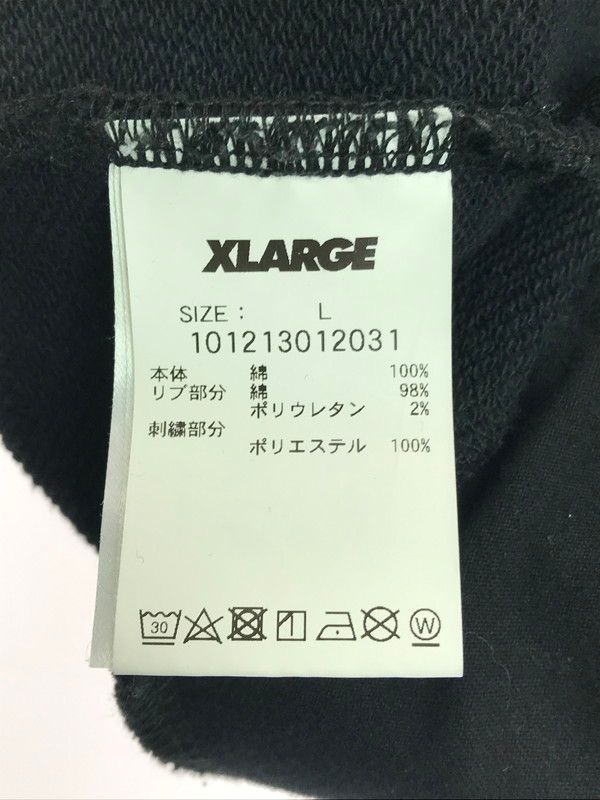 XLARGE
SIZE : L
101213012031
本体 綿 100%
リブ部分 綿 98%
ポリウレタン 2%
刺繍部分
ポリエステル 100%
30 W